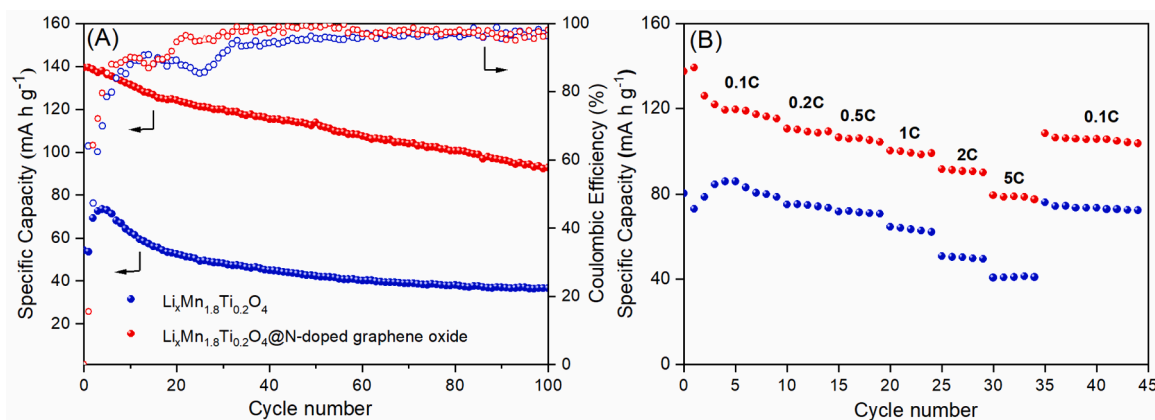 (A)
Specific Capacity (mA h g⁻¹)
160
140
120
100
80
60
40
20
0 20 40 60 80 100
Cycle number
100
80
60
40
20
0
Coulombic Efficiency (%)
LiₓMn₁.₈Ti₀.₂O₄
LiₓMn₁.₈Ti₀.₂O₄@N-doped graphene oxide
(B)
Specific Capacity (mA h g⁻¹)
160
120
80
40
0
0 5 10 15 20 25 30 35 40 45
Cycle number
0.1C
0.2C
0.5C
1C
2C
5C
0.1C